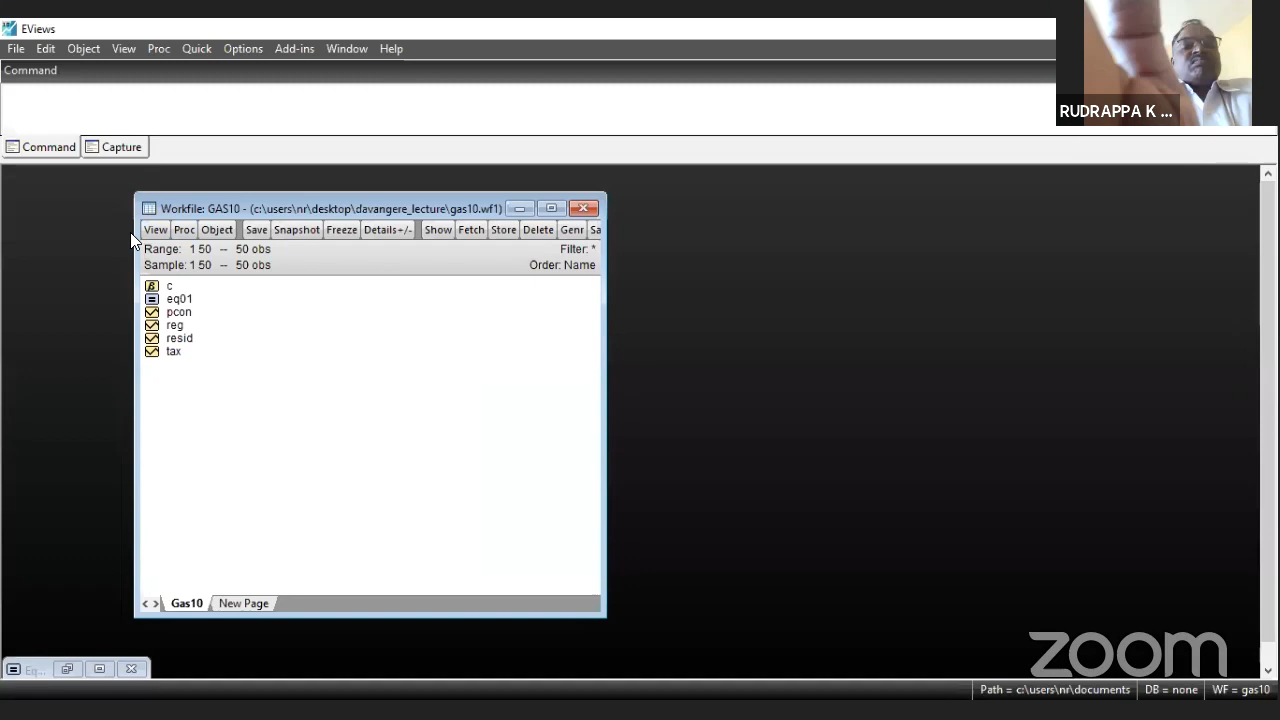 EViews
File Edit Object View Proc Quick Options Add-ins Window Help
Command
RUDRAPPA K ...
Command Capture
Workfile: GAS10 - (c:\users\nr\desktop\davangere_lecture\gas10.wf1)
View Proc Object Save Snapshot Freeze Details+/- Show Fetch Store Delete Genr Sa
Range: 1 50 -- 50 obs Filter: *
Sample: 1 50 -- 50 obs Order: Name
c
eq01
pcon
reg
resid
tax
Gas10 New Page
zoom
Eq...
Path = c:\users\nr\documents DB = none WF = gas10